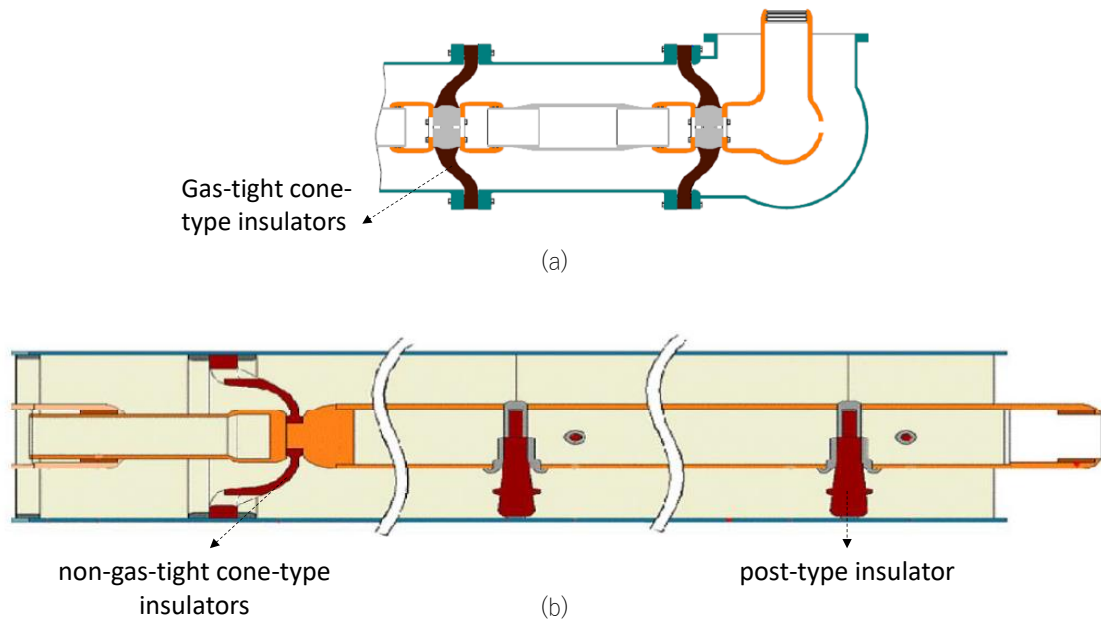 Gas-tight cone-
type insulators
(a)
non-gas-tight cone-type
insulators
post-type insulator
(b)